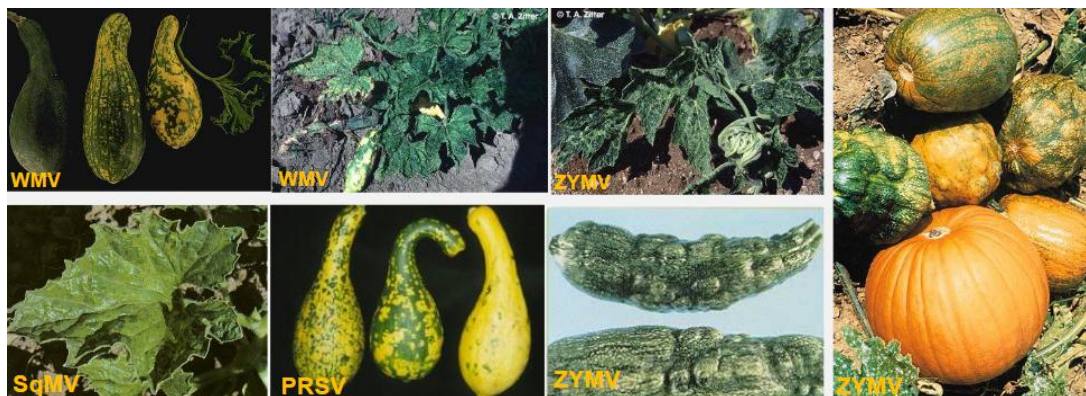 © T. A. Zitter
© T. A. Zitter
WMV
WMV
ZYMV
SqMV
PRSV
ZYMV
ZYMV